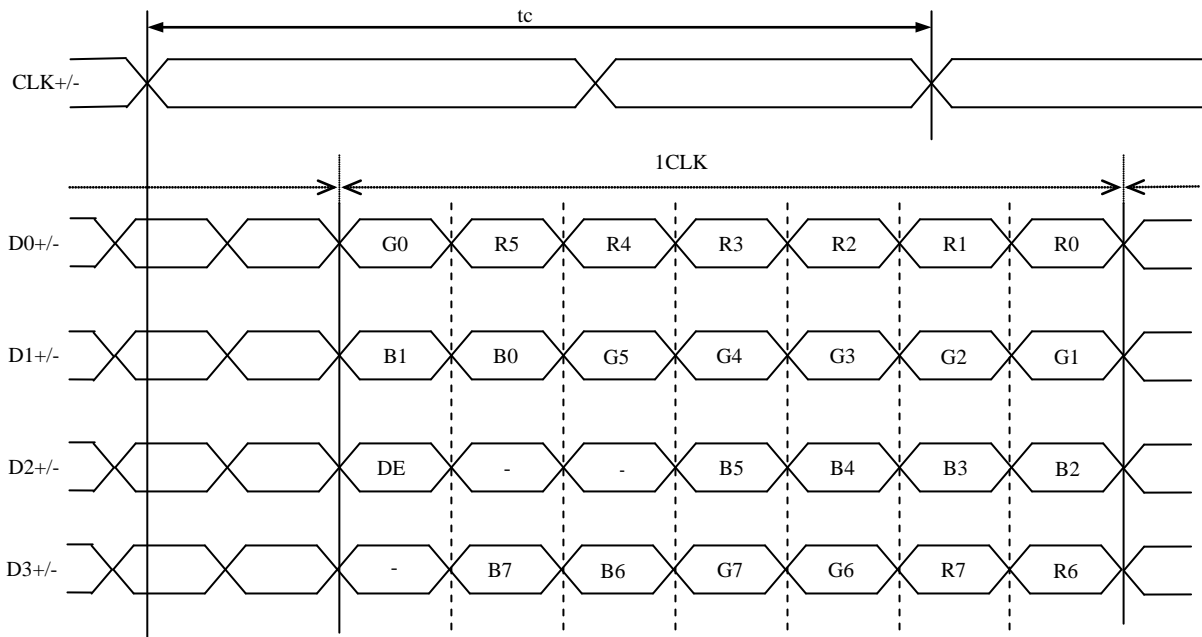 tc
CLK+/-
1CLK
D0+/- G0 R5 R4 R3 R2 R1 R0
D1+/- B1 B0 G5 G4 G3 G2 G1
D2+/- DE - - B5 B4 B3 B2
D3+/- - B7 B6 G7 G6 R7 R6